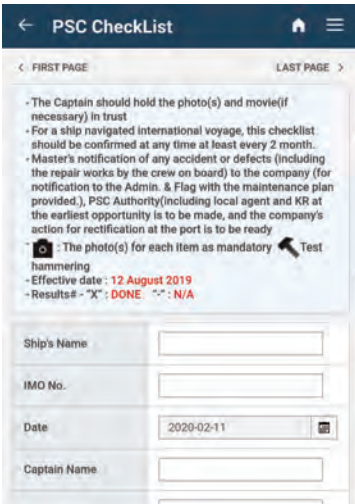 ← PSC CheckList
< FIRST PAGE LAST PAGE >
- The Captain should hold the photo(s) and movie(if
necessary) in trust
- For a ship navigated international voyage, this checklist
should be confirmed at any time at least every 2 month.
- Master's notification of any accident or defects (including
the repair works by the crew on board) to the company (for
notification to the Admin. & Flag with the maintenance plan
provided.), PSC Authority(including local agent and KR at
the earliest opportunity is to be made, and the company's
action for rectification at the port is to be ready
- : The photo(s) for each item as mandatory Test
hammering
- Effective date : 12 August 2019
- Results# - "X" : DONE "-" : N/A
Ship's Name
IMO No.
Date 2020-02-11
Captain Name